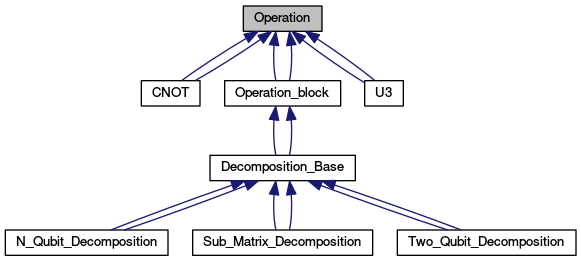 Operation
CNOT
Operation_block
U3
Decomposition_Base
N_Qubit_Decomposition
Sub_Matrix_Decomposition
Two_Qubit_Decomposition